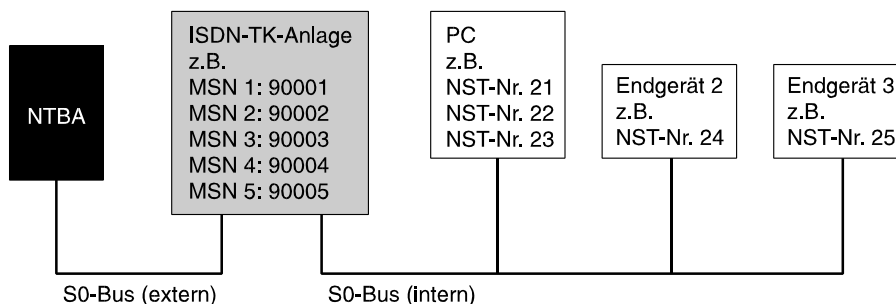 NTBA
ISDN-TK-Anlage
z.B.
MSN 1: 90001
MSN 2: 90002
MSN 3: 90003
MSN 4: 90004
MSN 5: 90005
PC
z.B.
NST-Nr. 21
NST-Nr. 22
NST-Nr. 23
Endgerät 2
z.B.
NST-Nr. 24
Endgerät 3
z.B.
NST-Nr. 25
S0-Bus (extern)
S0-Bus (intern)